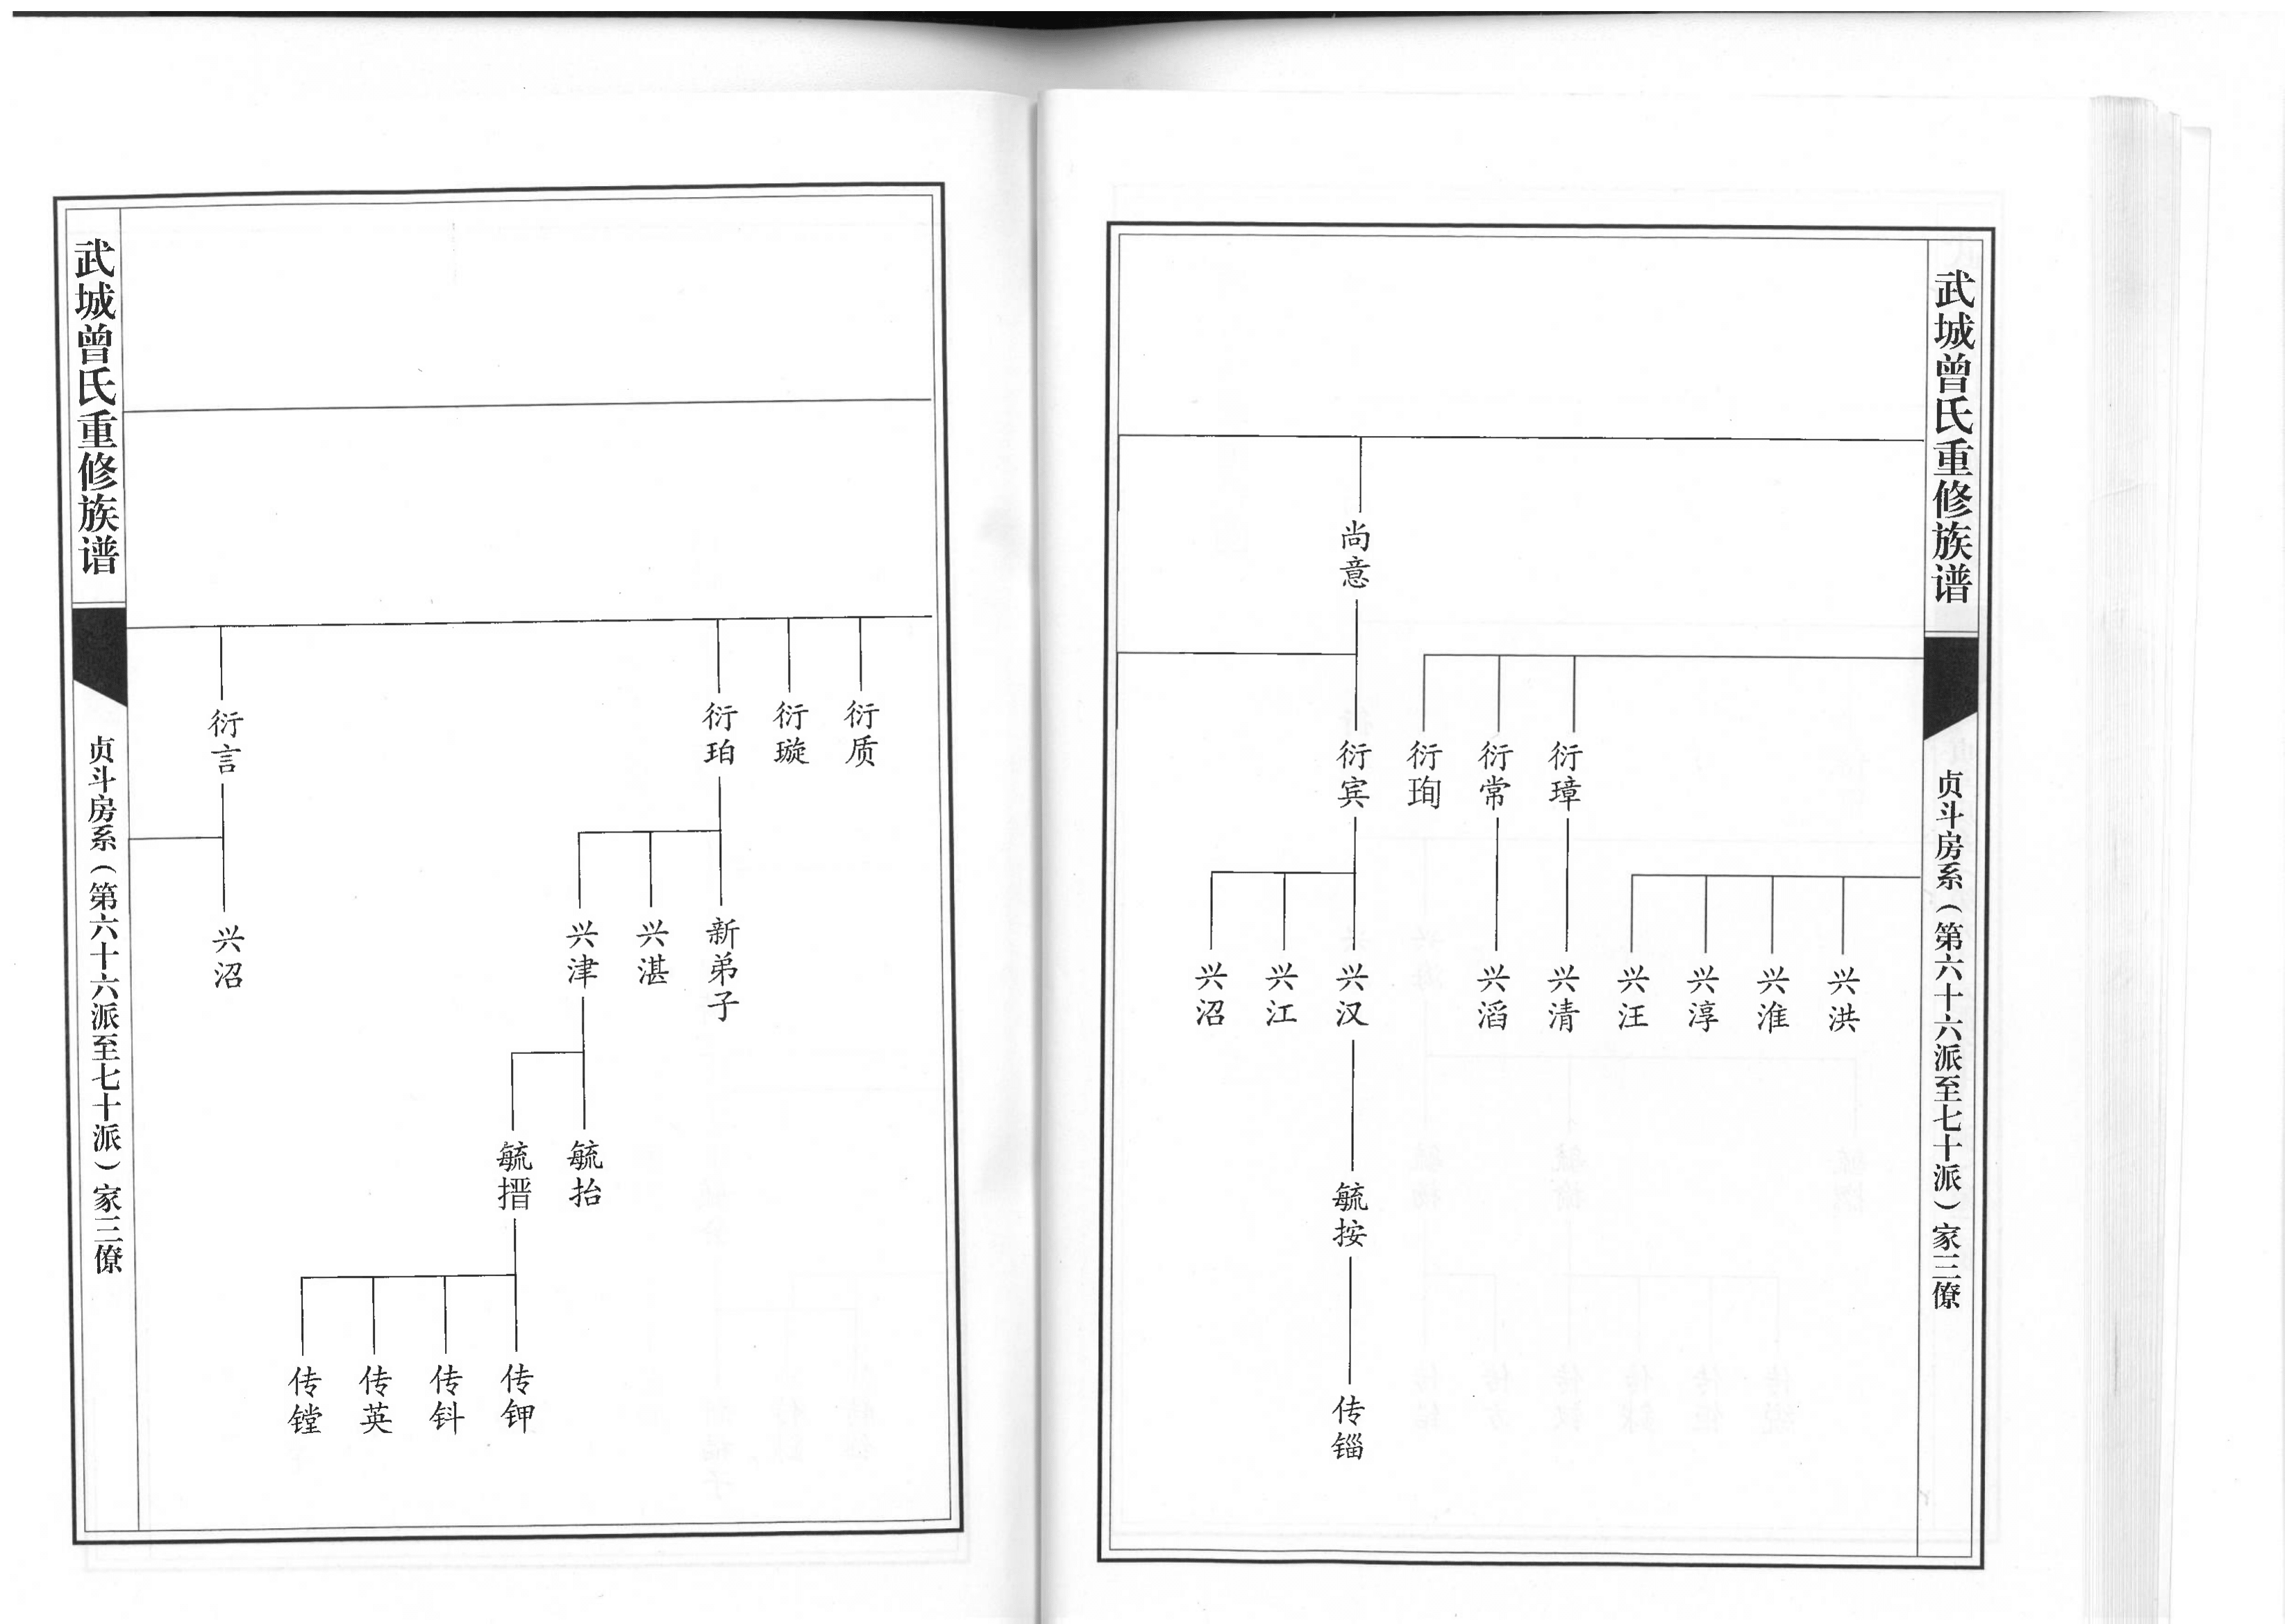 武城曾氏重修族谱
贞斗房系（第六十六派至七十派）家三僚
尚意
衍璋
衍常
衍珣
衍宾
兴洪
兴淮
兴淳
兴汪
兴清
兴滔
兴汉
兴江
兴沼
毓按
传锱
衍质
衍璇
衍珀
衍言
新弟子
兴湛
兴津
兴沼
毓抬
毓搢
传钾
传钭
传英
传镗
武城曾氏重修族谱
贞斗房系（第六十六派至七十派）家三僚